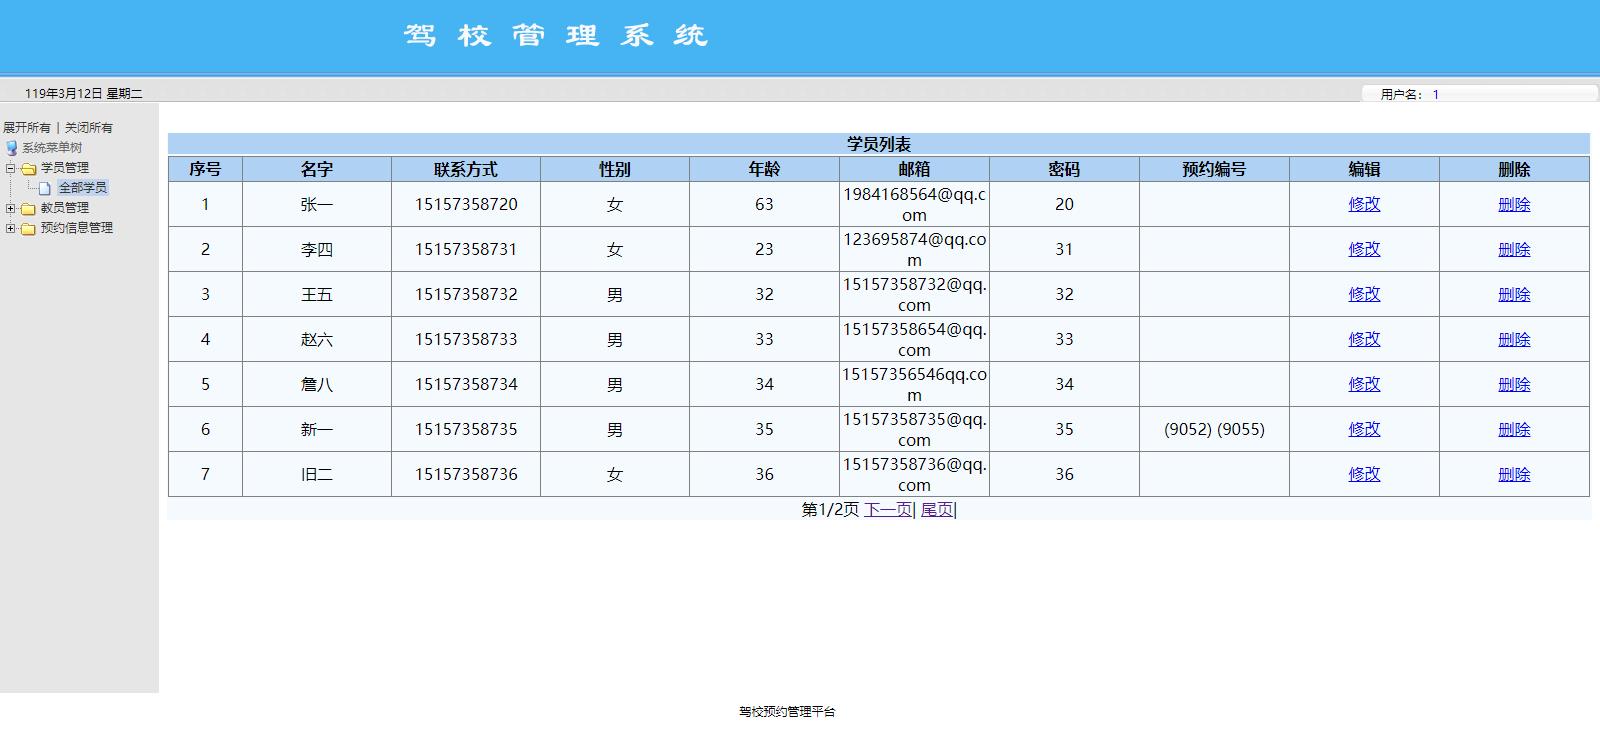 驾校管理系统
119年3月12日 星期二
用户名： 1
展开所有 | 关闭所有
系统菜单树
学员管理
全部学员
教员管理
预约信息管理
学员列表
序号 名字 联系方式 性别 年龄 邮箱 密码 预约编号 编辑 删除
1 张一 15157358720 女 63 1984168564@qq.c
om 20 修改 删除
2 李四 15157358731 女 23 123695874@qq.co
m 31 修改 删除
3 王五 15157358732 男 32 15157358732@qq.
com 32 修改 删除
4 赵六 15157358733 男 33 15157358654@qq.
com 33 修改 删除
5 詹八 15157358734 男 34 15157356546qq.co
m 34 修改 删除
6 新一 15157358735 男 35 15157358735@qq.
com 35 (9052) (9055) 修改 删除
7 旧二 15157358736 女 36 15157358736@qq.
com 36 修改 删除
第1/2页 下一页| 尾页|
驾校预约管理平台